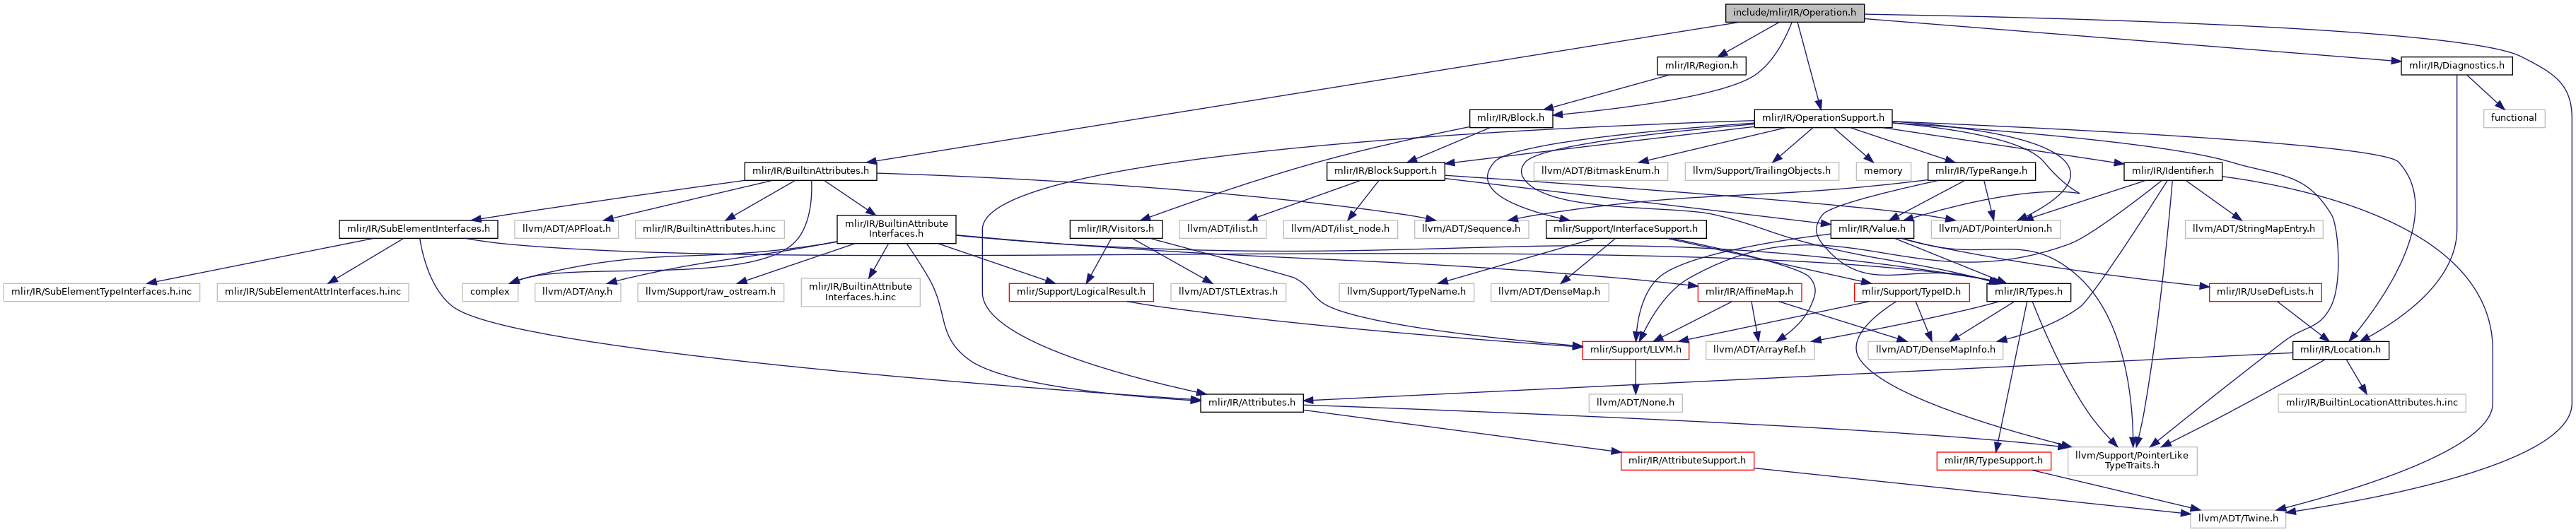 include/mlir/IR/Operation.h
mlir/IR/Region.h
mlir/IR/Diagnostics.h
mlir/IR/Block.h
mlir/IR/OperationSupport.h
functional
mlir/IR/BuiltinAttributes.h
mlir/IR/BlockSupport.h
llvm/ADT/BitmaskEnum.h
llvm/Support/TrailingObjects.h
memory
mlir/IR/TypeRange.h
mlir/IR/Identifier.h
mlir/IR/SubElementInterfaces.h
llvm/ADT/APFloat.h
mlir/IR/BuiltinAttributes.h.inc
mlir/IR/BuiltinAttribute
Interfaces.h
mlir/IR/Visitors.h
llvm/ADT/ilist.h
llvm/ADT/ilist_node.h
llvm/ADT/Sequence.h
mlir/Support/InterfaceSupport.h
mlir/IR/Value.h
llvm/ADT/PointerUnion.h
llvm/ADT/StringMapEntry.h
mlir/IR/SubElementTypeInterfaces.h.inc
mlir/IR/SubElementAttrInterfaces.h.inc
complex
llvm/ADT/Any.h
llvm/Support/raw_ostream.h
mlir/IR/BuiltinAttribute
Interfaces.h.inc
mlir/Support/LogicalResult.h
llvm/ADT/STLExtras.h
llvm/Support/TypeName.h
llvm/ADT/DenseMap.h
mlir/IR/AffineMap.h
mlir/Support/TypeID.h
mlir/IR/Types.h
mlir/IR/UseDefLists.h
mlir/Support/LLVM.h
llvm/ADT/ArrayRef.h
llvm/ADT/DenseMapInfo.h
mlir/IR/Location.h
mlir/IR/Attributes.h
llvm/ADT/None.h
mlir/IR/BuiltinLocationAttributes.h.inc
mlir/IR/AttributeSupport.h
mlir/IR/TypeSupport.h
llvm/Support/PointerLike
TypeTraits.h
llvm/ADT/Twine.h